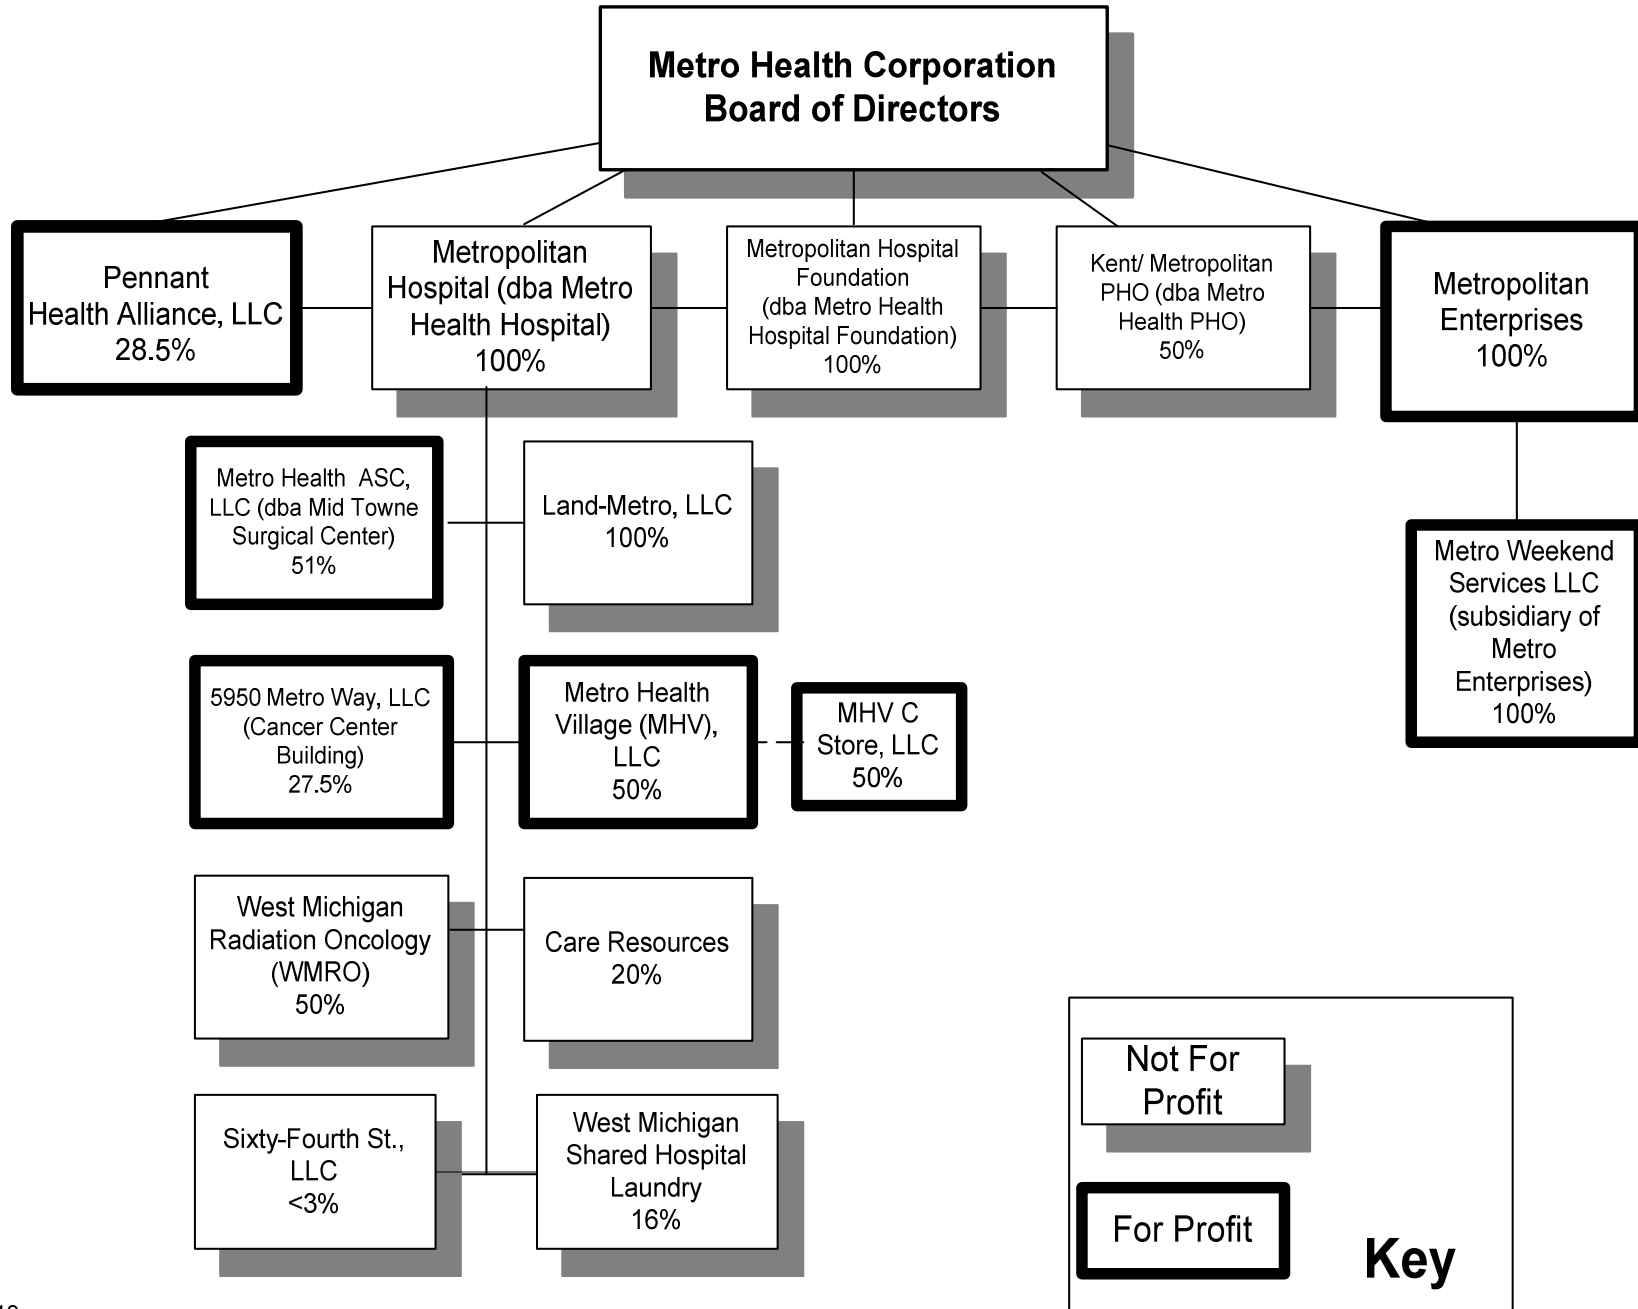 Metro Health Corporation
Board of Directors
Pennant
Health Alliance, LLC
28.5%
Metropolitan
Hospital (dba Metro
Health Hospital)
100%
Metropolitan Hospital
Foundation
(dba Metro Health
Hospital Foundation)
100%
Kent/ Metropolitan
PHO (dba Metro
Health PHO)
50%
Metropolitan
Enterprises
100%
Metro Health ASC,
LLC (dba Mid Towne
Surgical Center)
51%
Land-Metro, LLC
100%
Metro Weekend
Services LLC
(subsidiary of
Metro
Enterprises)
100%
5950 Metro Way, LLC
(Cancer Center
Building)
27.5%
Metro Health
Village (MHV),
LLC
50%
MHV C
Store, LLC
50%
West Michigan
Radiation Oncology
(WMRO)
50%
Care Resources
20%
Sixty-Fourth St.,
LLC
<3%
West Michigan
Shared Hospital
Laundry
16%
Not For
Profit
For Profit
Key